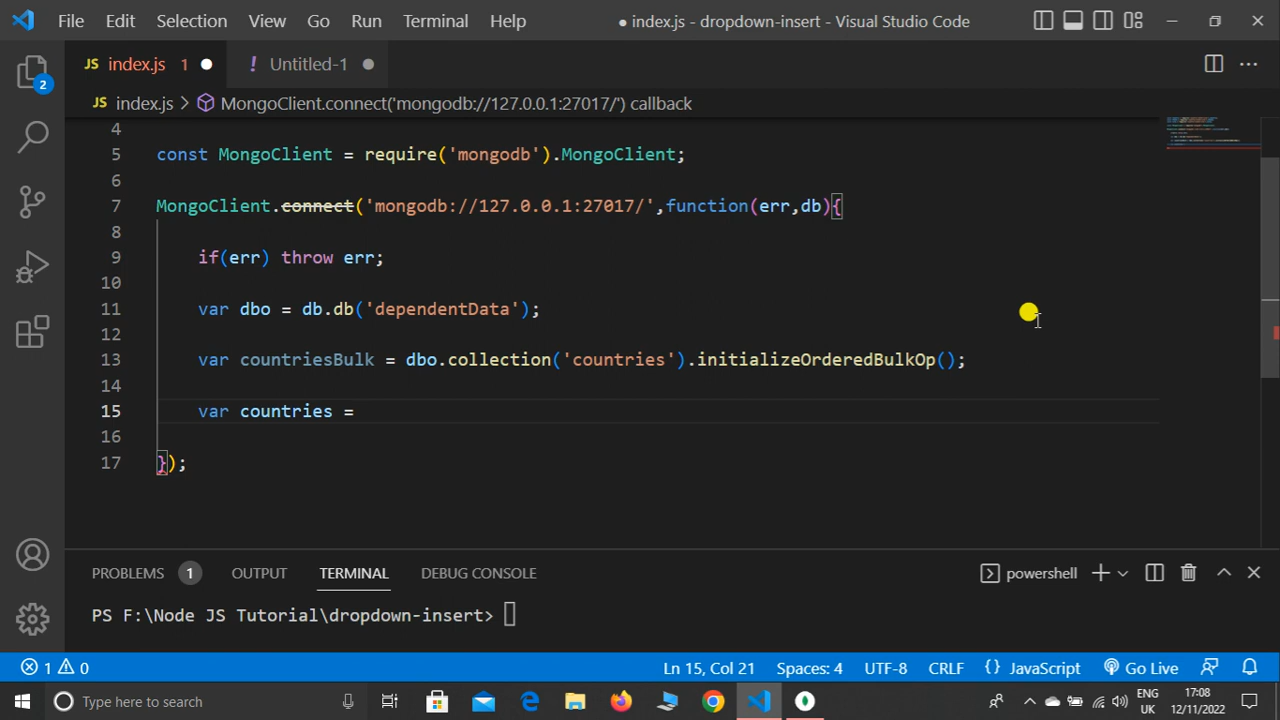 File Edit Selection View Go Run Terminal Help ● index.js - dropdown-insert - Visual Studio Code
JS index.js 1 ● ! Untitled-1 ●
JS index.js > MongoClient.connect('mongodb://127.0.0.1:27017/') callback
4
5 const MongoClient = require('mongodb').MongoClient;
6
7 MongoClient.connect('mongodb://127.0.0.1:27017/',function(err,db){
8
9 if(err) throw err;
10
11 var dbo = db.db('dependentData');
12
13 var countriesBulk = dbo.collection('countries').initializeOrderedBulkOp();
14
15 var countries =
16
17 });
PROBLEMS 1 OUTPUT TERMINAL DEBUG CONSOLE powershell
PS F:\Node JS Tutorial\dropdown-insert>
1 0 Ln 15, Col 21 Spaces: 4 UTF-8 CRLF {} JavaScript Go Live
Type here to search ENG 17:08
UK 12/11/2022
2